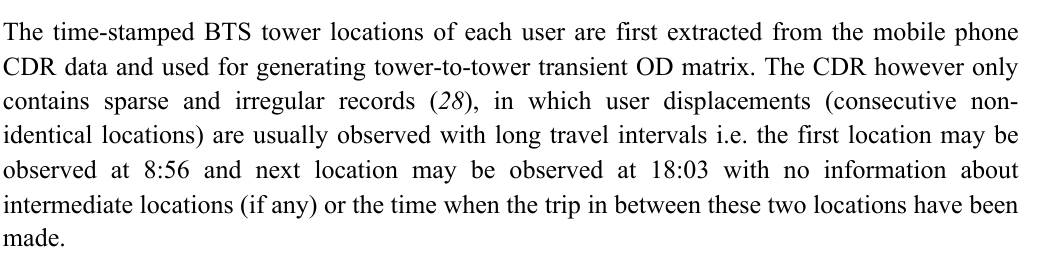 The time-stamped BTS tower locations of each user are first extracted from the mobile phone
CDR data and used for generating tower-to-tower transient OD matrix. The CDR however only
contains sparse and irregular records (28), in which user displacements (consecutive non-
identical locations) are usually observed with long travel intervals i.e. the first location may be
observed at 8:56 and next location may be observed at 18:03 with no information about
intermediate locations (if any) or the time when the trip in between these two locations have been
made.